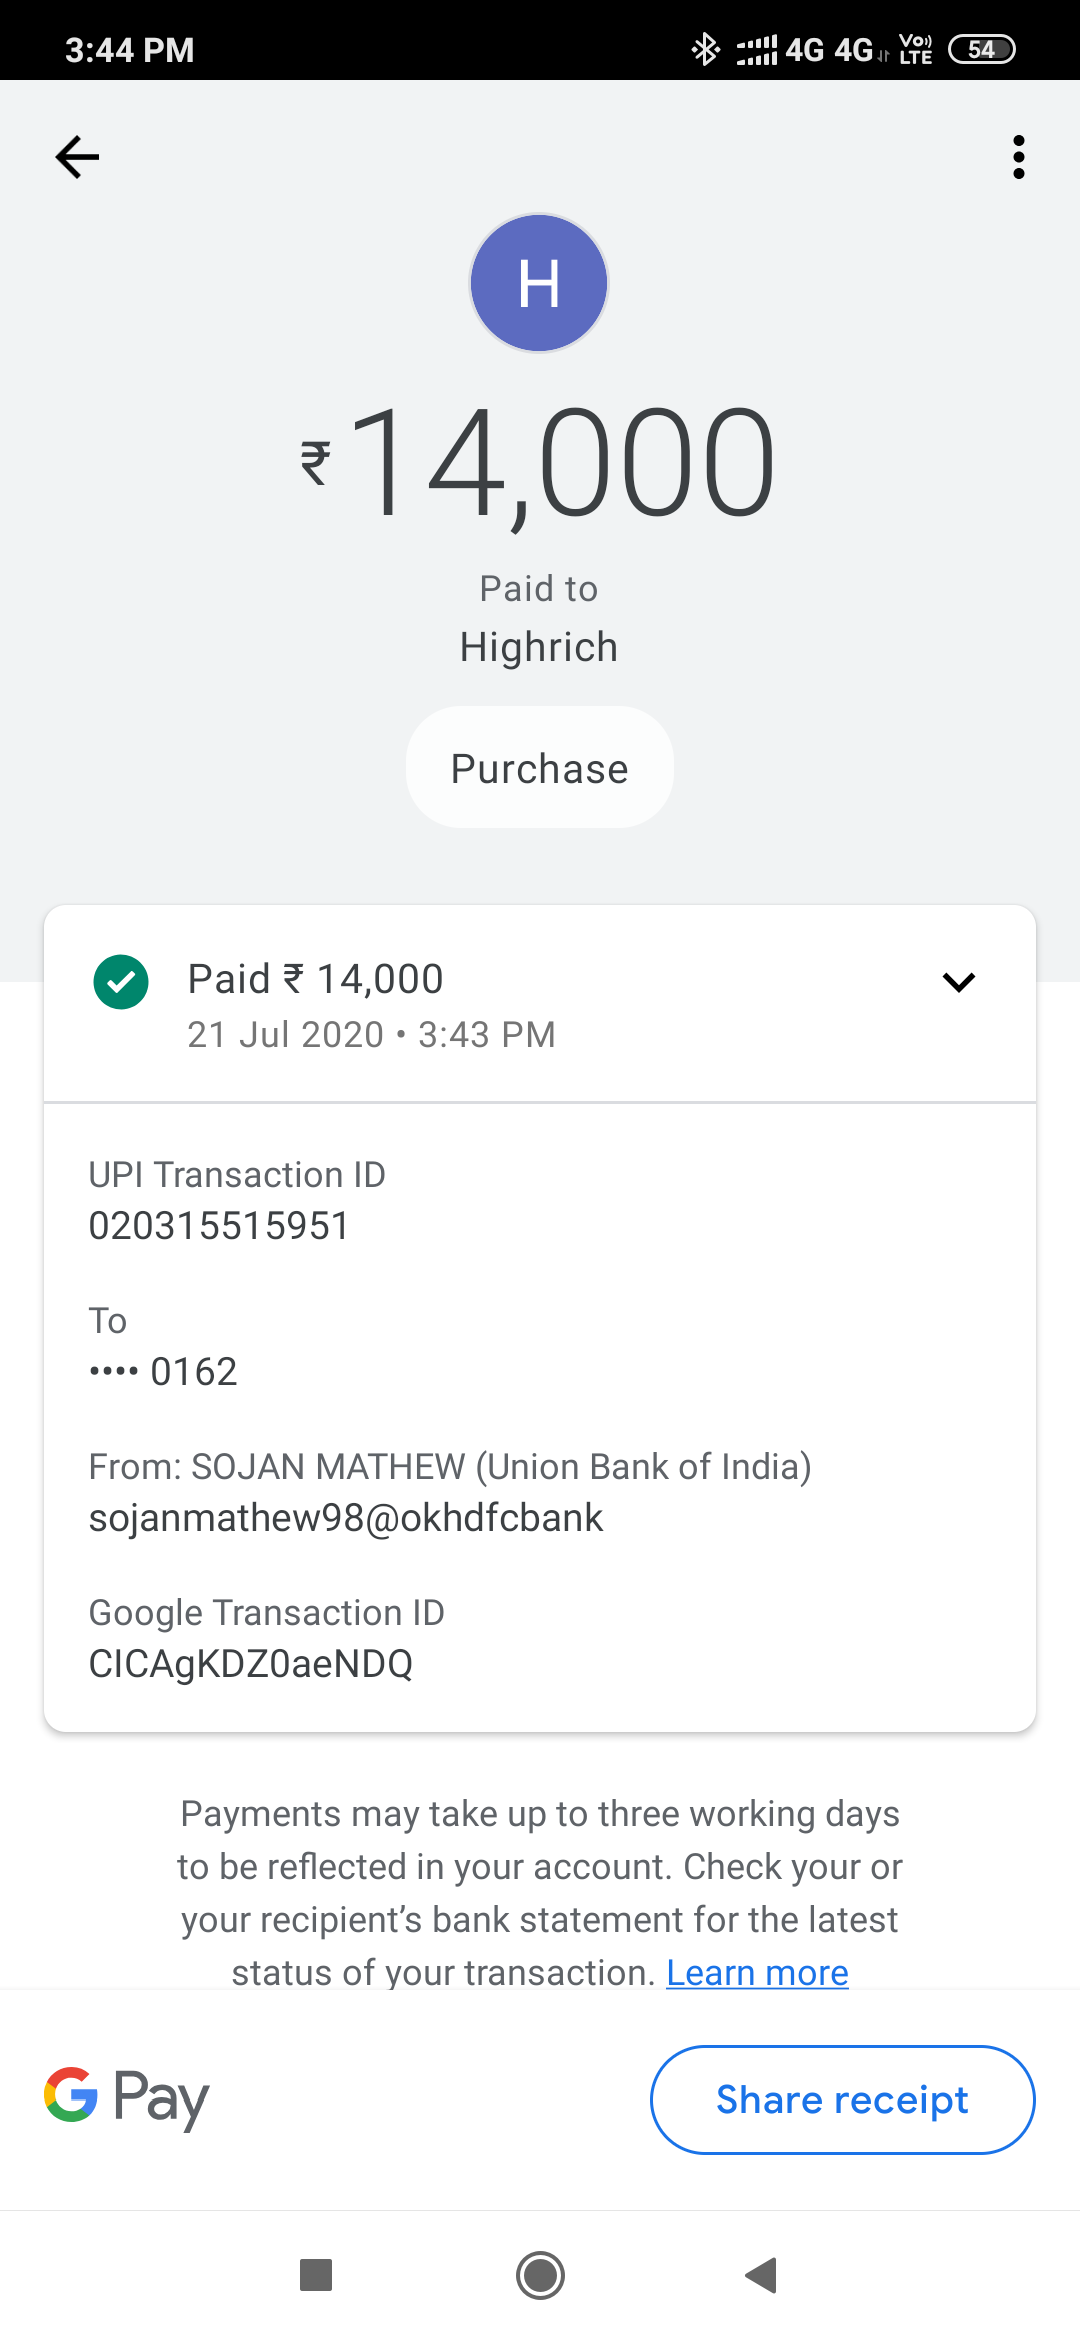 3:44 PM 4G 4G Vo)) LTE 54
H
₹14,000
Paid to
Highrich
Purchase
Paid ₹ 14,000
21 Jul 2020 • 3:43 PM
UPI Transaction ID
020315515951
To
•••• 0162
From: SOJAN MATHEW (Union Bank of India)
sojanmathew98@okhdfcbank
Google Transaction ID
CICAgKDZ0aeNDQ
Payments may take up to three working days
to be reflected in your account. Check your or
your recipient’s bank statement for the latest
status of your transaction. Learn more
G Pay Share receipt